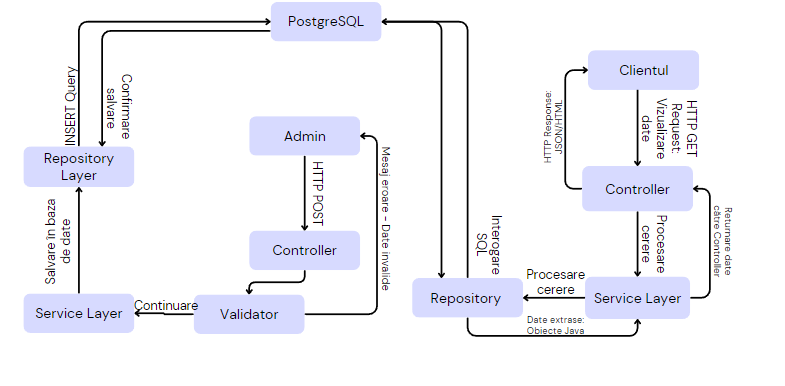 PostgreSQL
INSERT Query
Confirmare
salvare
Repository
Layer
Salvare in baza
de date
Service Layer
Continuare
Validator
Admin
HTTP POST
Controller
Mesaj eroare - Date invalide
Clientul
HTTP GET
Request:
Vizualizare
date
HTTP Response:
JSON/HTML
Controller
Procesare
cerere
Returnare date
către Controller
Service Layer
Procesare
cerere
Repository
Interogare
SQL
Date extrase:
Obiecte Java